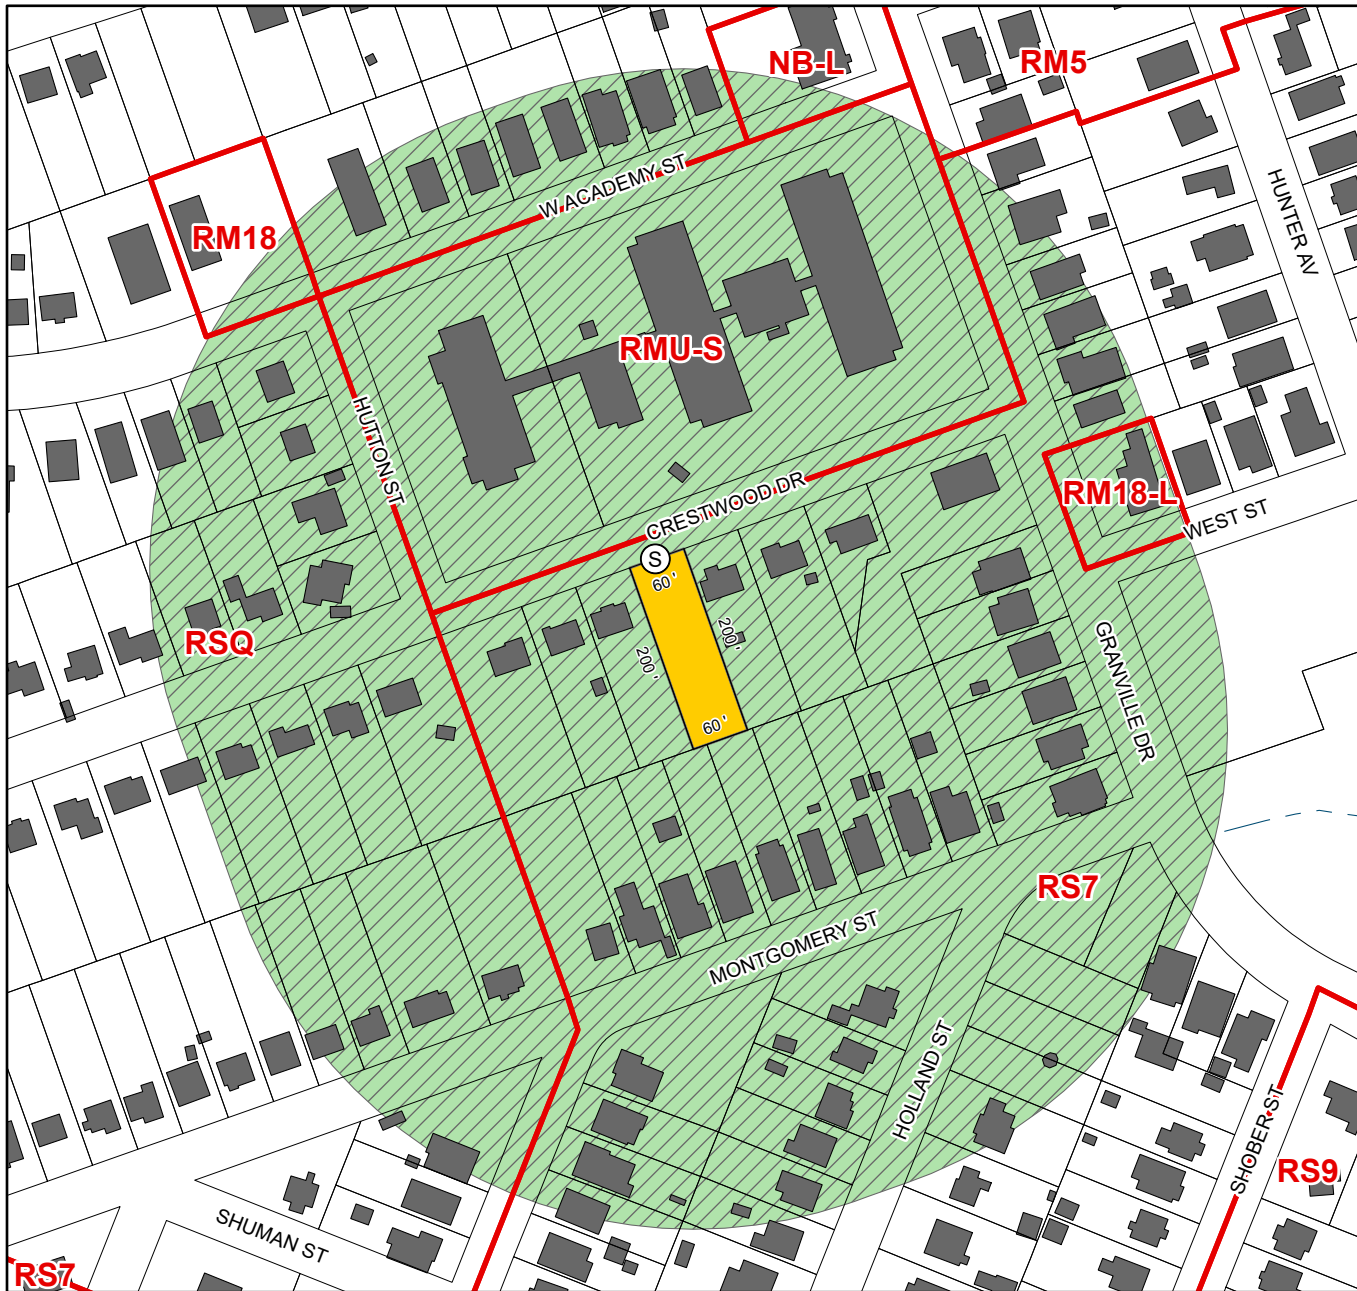 NB-L
RM5
W ACADEMY ST
HUNTER AV
RM18
RMU-S
HUTTON ST
CRESTWOOD DR
RM18-L
WEST ST
S
60 '
200 '
200 '
60 '
RSQ
GRANVILLE DR
RS7
MONTGOMERY ST
HOLLAND ST
SHOBER ST
RS9
SHUMAN ST
RS7